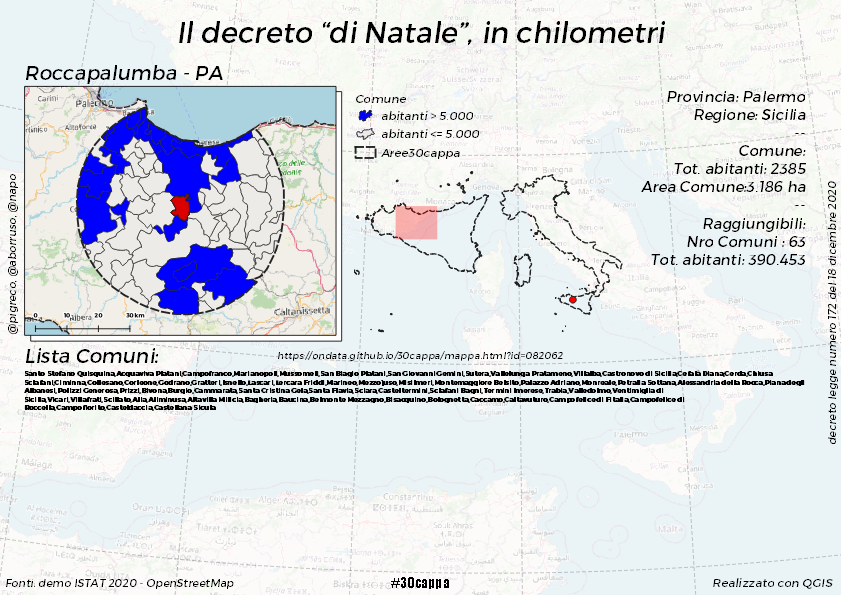 Il decreto “di Natale”, in chilometri
Roccapalumba - PA
Carini
Palermo
Altofonte
Bagheria
Caltanissetta
Albera
0 10 20 30 km
Comune
abitanti > 5.000
abitanti <= 5.000
Aree30cappa
Provincia: Palermo
Regione: Sicilia
--
Comune:
Tot. abitanti: 2385
Area Comune:3.186 ha
--
Raggiungibili:
Nro Comuni : 63
Tot. abitanti: 390.453
@pigreco, @aborruso, @napo
decreto legge numero 172 del 18 dicembre 2020
Lista Comuni:
https://ondata.github.io/30cappa/mappa.html?id=082062
Santo Stefano Quisquina,Acquaviva Platani,Campofranco,Marianopoli,Mussomeli,San Biagio Platani,San Giovanni Gemini,Sutera,Vallelunga Pratameno,Villalba,Castronovo di Sicilia,Cefalà Diana,Cerda,Chiusa
Sclafani,Ciminna,Collesano,Corleone,Godrano,Gratteri,Isnello,Lascari,Lercara Friddi,Marineo,Mezzojuso,Misilmeri,Montemaggiore Belsito,Palazzo Adriano,Monreale,Petralia Sottana,Alessandria della Rocca,Piana degli
Albanesi,Polizzi Generosa,Prizzi,Bivona,Burgio,Cammarata,Santa Cristina Gela,Santa Flavia,Sciara,Casteltermini,Sclafani Bagni,Termini Imerese,Trabia,Valledolmo,Ventimiglia di
Sicilia,Vicari,Villafrati,Scillato,Alia,Aliminusa,Altavilla Milicia,Bagheria,Baucina,Belmonte Mezzagno,Bisacquino,Bolognetta,Caccamo,Caltavuturo,Campofelice di Fitalia,Campofelice di
Roccella,Campofiorito,Casteldaccia,Castellana Sicula
Constantine
Biskra
Fonti: demo ISTAT 2020 - OpenStreetMap
#30cappa
Realizzato con QGIS